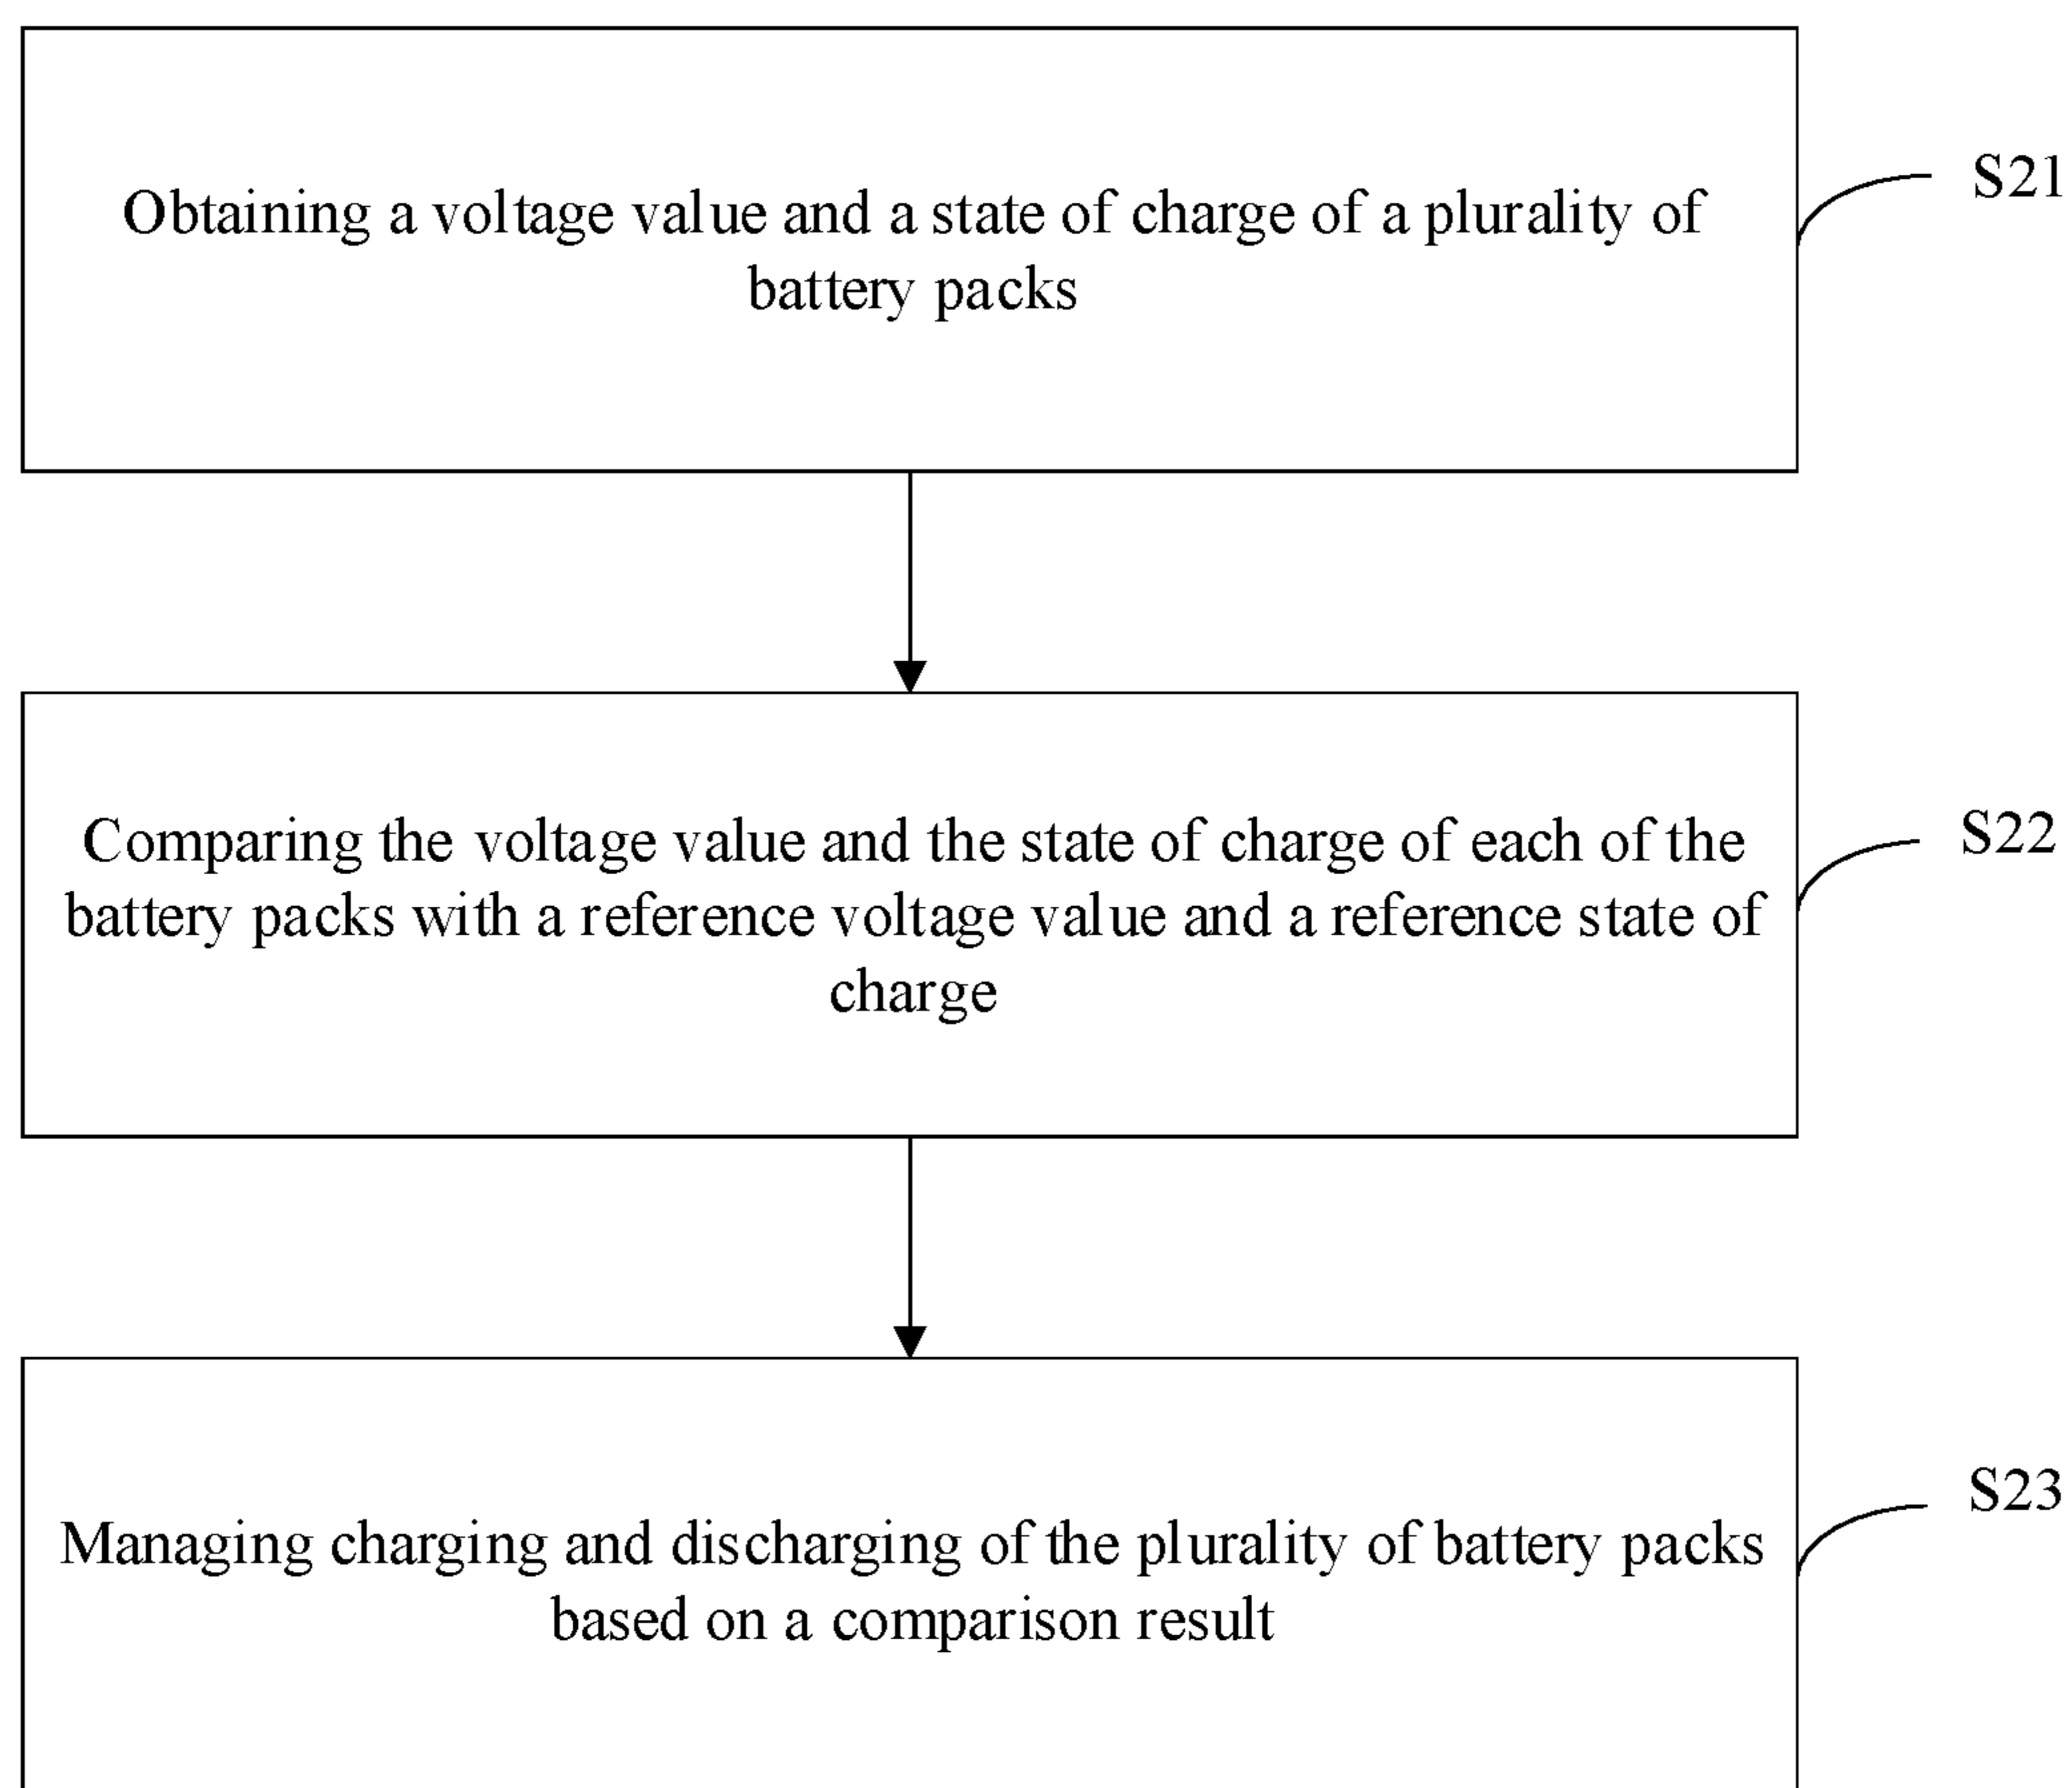 Obtaining a voltage value and a state of charge of a plurality of
battery packs
S21
Comparing the voltage value and the state of charge of each of the
battery packs with a reference voltage value and a reference state of
charge
S22
Managing charging and discharging of the plurality of battery packs
based on a comparison result
S23